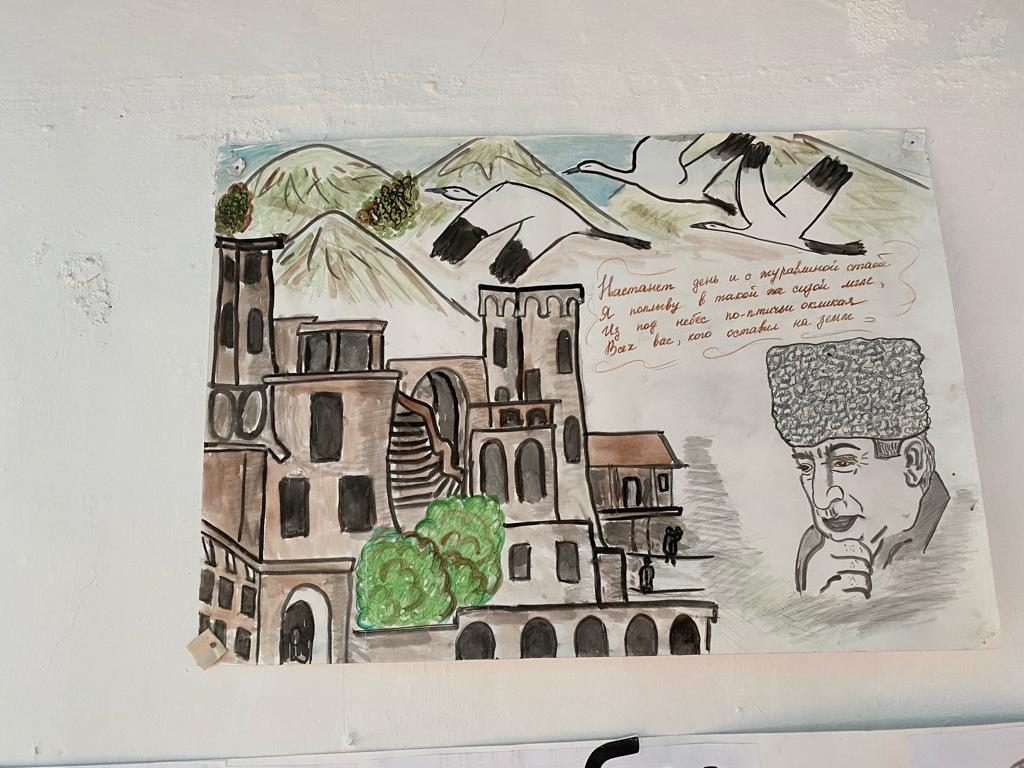 Настанет день и с журавлиной стаей
Я поплыву в такой же сизой мгле,
Из под небес по-птичьи окликая
Всех вас, кого оставил на земле